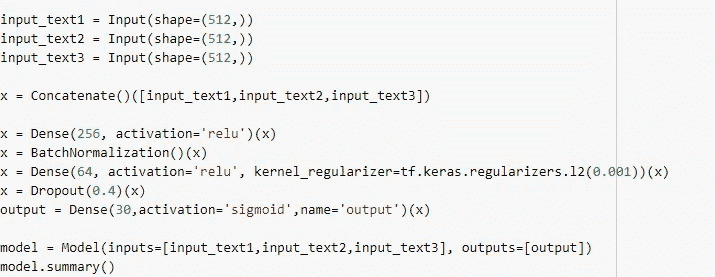 input_text1 = Input(shape=(512,))
input_text2 = Input(shape=(512,))
input_text3 = Input(shape=(512,))
x = Concatenate()([input_text1,input_text2,input_text3])
x = Dense(256, activation='relu')(x)
x = BatchNormalization()(x)
x = Dense(64, activation='relu', kernel_regularizer=tf.keras.regularizers.l2(0.001))(x)
x = Dropout(0.4)(x)
output = Dense(30,activation='sigmoid',name='output')(x)
model = Model(inputs=[input_text1,input_text2,input_text3], outputs=[output])
model.summary()